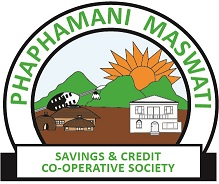 PHAPHAMANI MASWATI
SAVINGS & CREDIT
CO-OPERATIVE SOCIETY